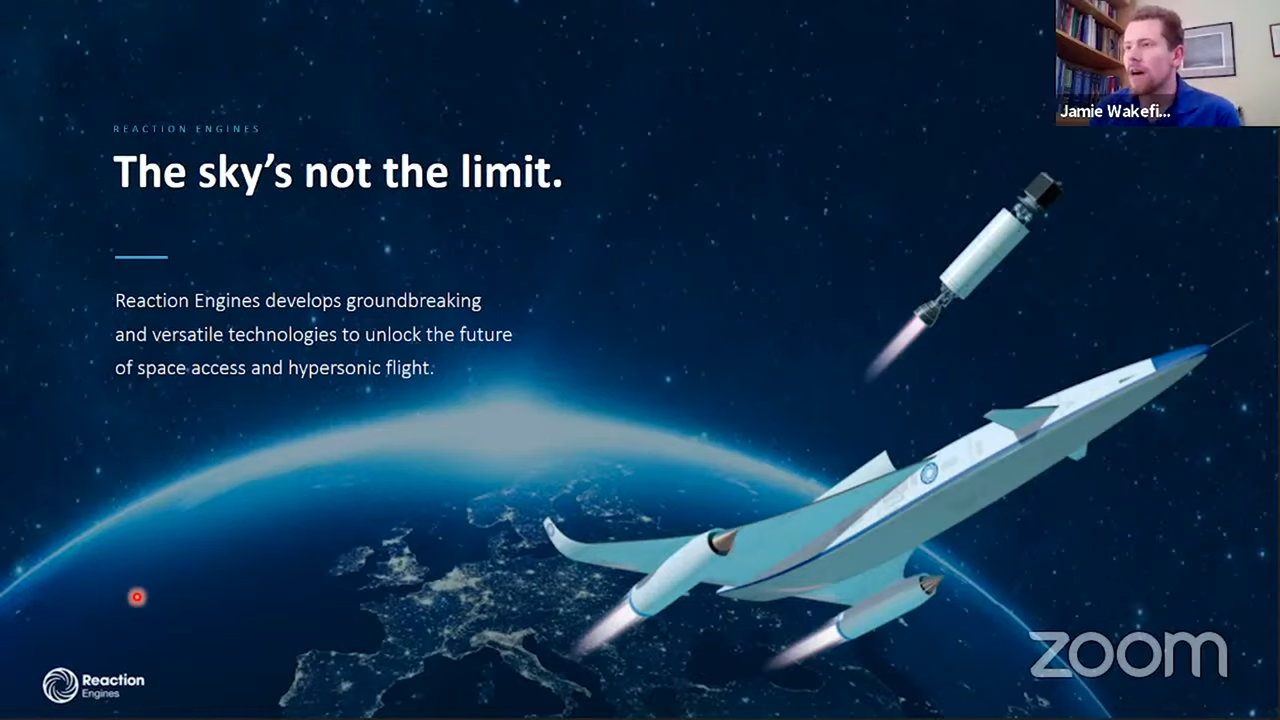 REACTION ENGINES
The sky's not the limit.
Reaction Engines develops groundbreaking
and versatile technologies to unlock the future
of space access and hypersonic flight.
Jamie Wakefi...
Reaction
Engines
zoom